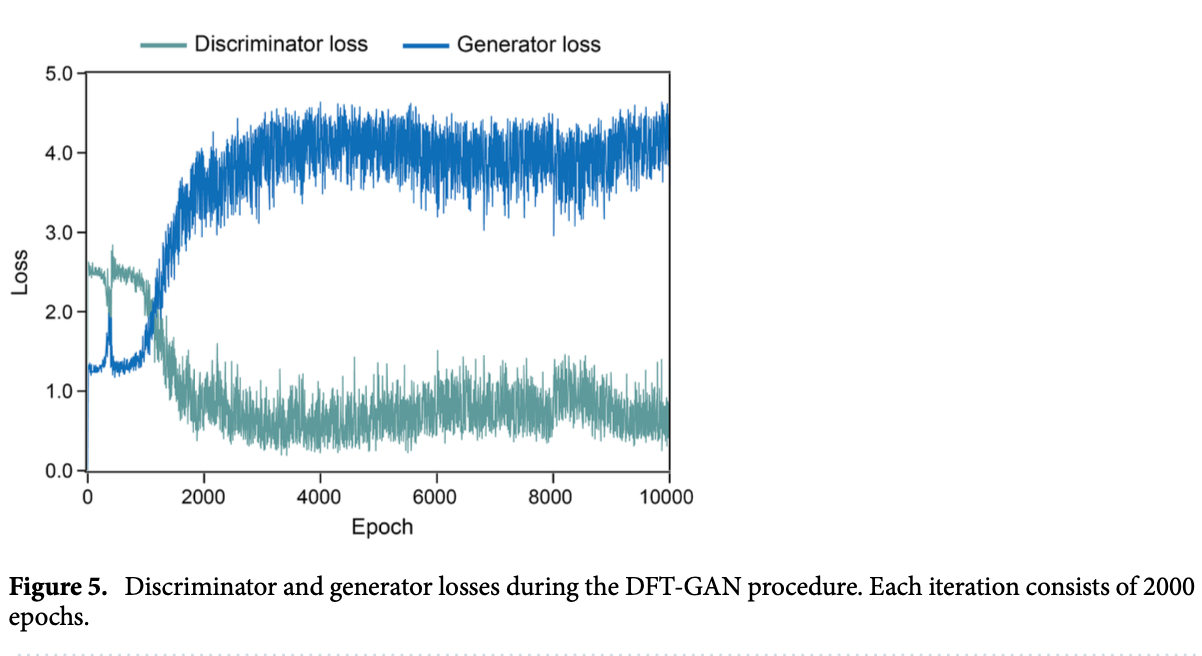 Discriminator loss Generator loss
5.0
4.0
3.0
2.0
1.0
0.0
Loss
0 2000 4000 6000 8000 10000
Epoch
Figure 5. Discriminator and generator losses during the DFT-GAN procedure. Each iteration consists of 2000
epochs.